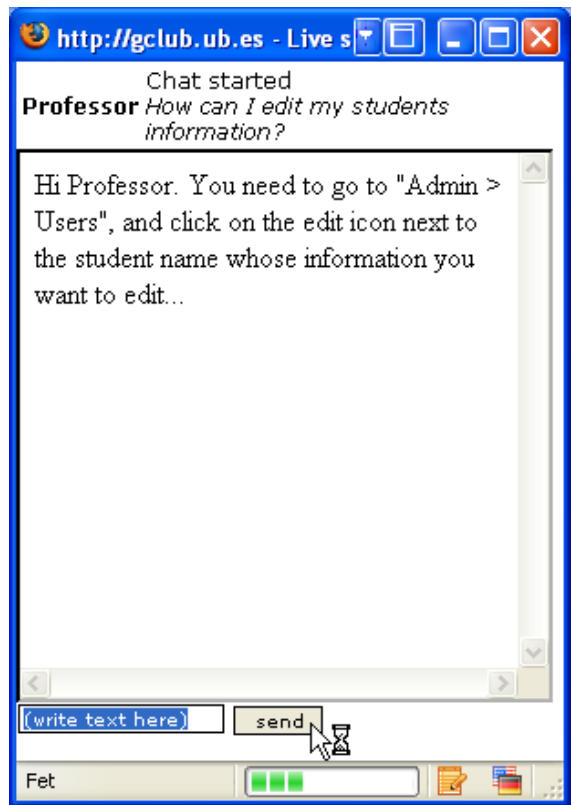 http://gclub.ub.es - Live s
Chat started
Professor How can I edit my students
information?
Hi Professor. You need to go to "Admin >
Users", and click on the edit icon next to
the student name whose information you
want to edit...
(write text here)
send
Fet